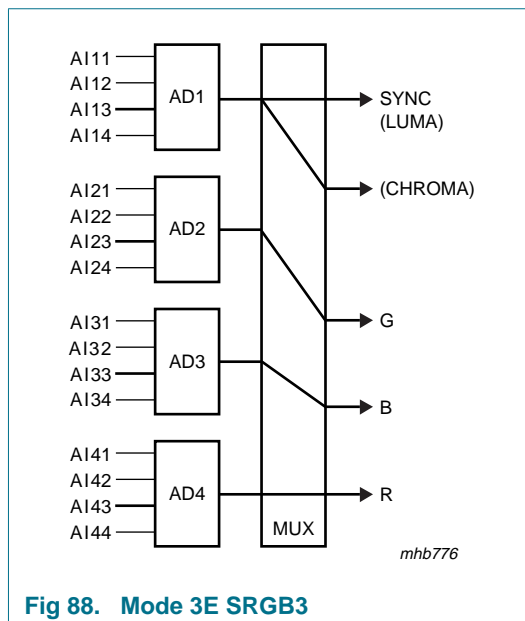 AI11
AI12
AI13
AI14
AD1
SYNC
(LUMA)
(CHROMA)
AI21
AI22
AI23
AI24
AD2
G
AI31
AI32
AI33
AI34
AD3
B
AI41
AI42
AI43
AI44
AD4
R
MUX
mhb776
Fig 88. Mode 3E SRGB3